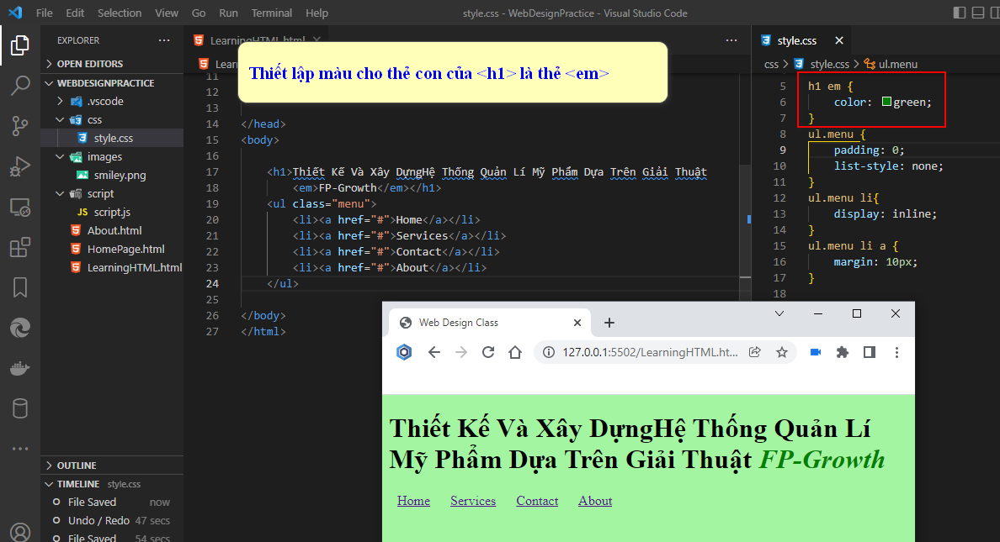 File Edit Selection View Go Run Terminal Help
style.css - WebDesignPractice - Visual Studio Code
EXPLORER
OPEN EDITORS
WEBDESIGNPRACTICE
.vscode
css
style.css
images
smiley.png
script
JS script.js
About.html
HomePage.html
LearningHTML.html
OUTLINE
TIMELINE style.css
File Saved now
Undo / Redo 47 secs
File Saved 54 secs
LearningHTML.html
Lear
Thiết lập màu cho thẻ con của <h1> là thẻ <em>
11
12
13
14 </head>
15 <body>
16
17 <h1>Thiết Kế Và Xây DựngHệ Thống Quản Lí Mỹ Phẩm Dựa Trên Giải Thuật
18 <em>FP-Growth</em></h1>
19 <ul class="menu">
20 <li><a href="#">Home</a></li>
21 <li><a href="#">Services</a></li>
22 <li><a href="#">Contact</a></li>
23 <li><a href="#">About</a></li>
24 </ul>
25
26 </body>
27 </html>
style.css
css > style.css > ul.menu
5 h1 em {
6 color: green;
7 }
8 ul.menu {
9 padding: 0;
10 list-style: none;
11 }
12 ul.menu li{
13 display: inline;
14 }
15 ul.menu li a {
16 margin: 10px;
17 }
18
Web Design Class
127.0.0.1:5502/LearningHTML.ht...
Thiết Kế Và Xây DựngHệ Thống Quản Lí
Mỹ Phẩm Dựa Trên Giải Thuật FP-Growth
Home Services Contact About